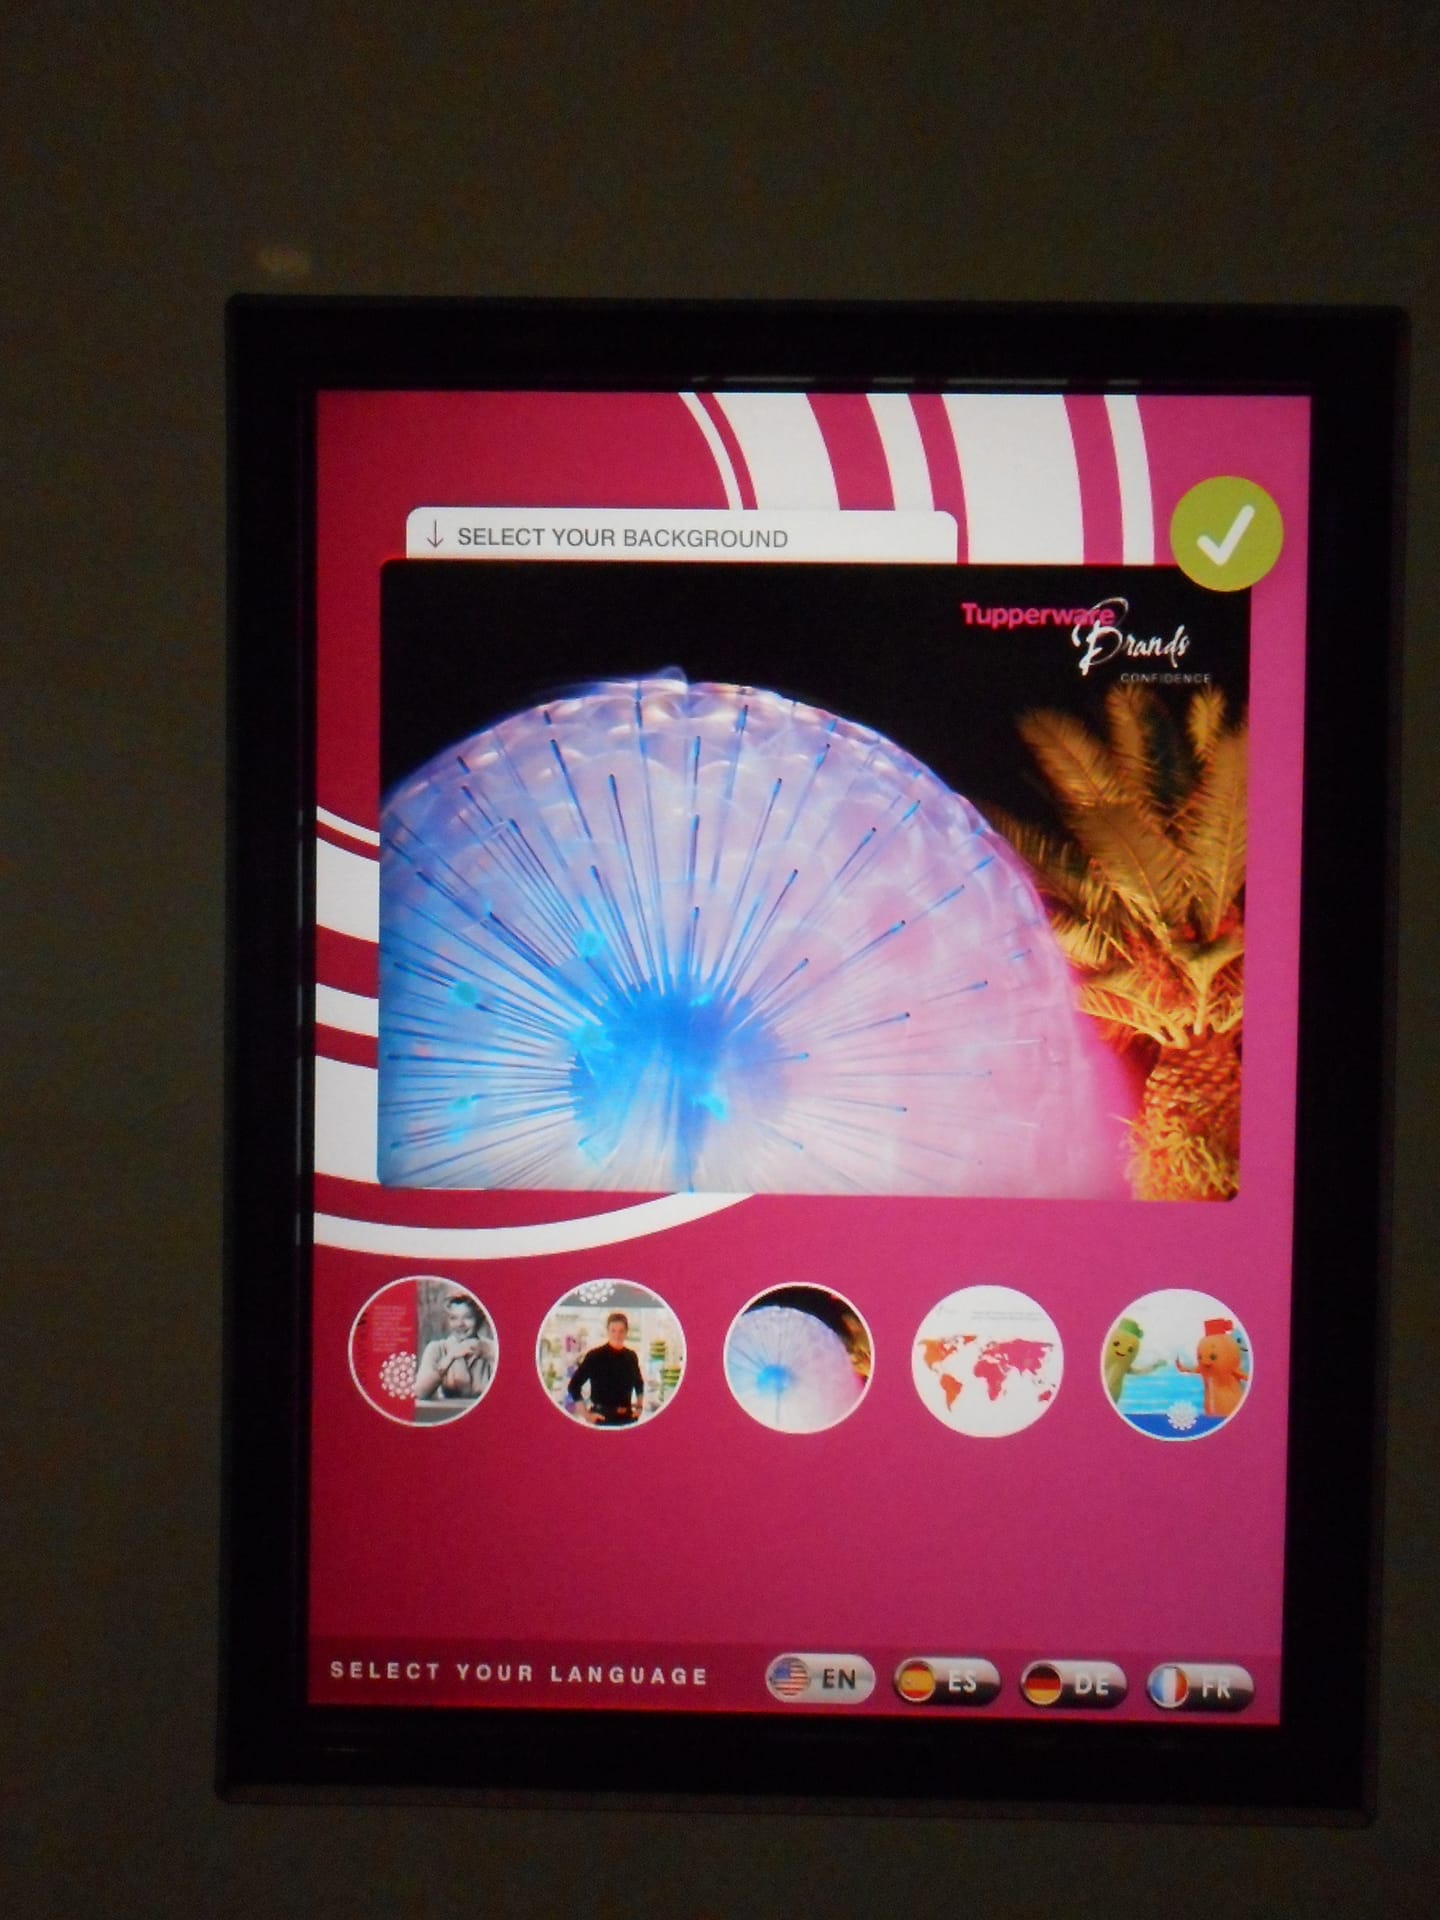 ↓ SELECT YOUR BACKGROUND
Tupperware
Brands
CONFIDENCE
SELECT YOUR LANGUAGE
EN
ES
DE
FR